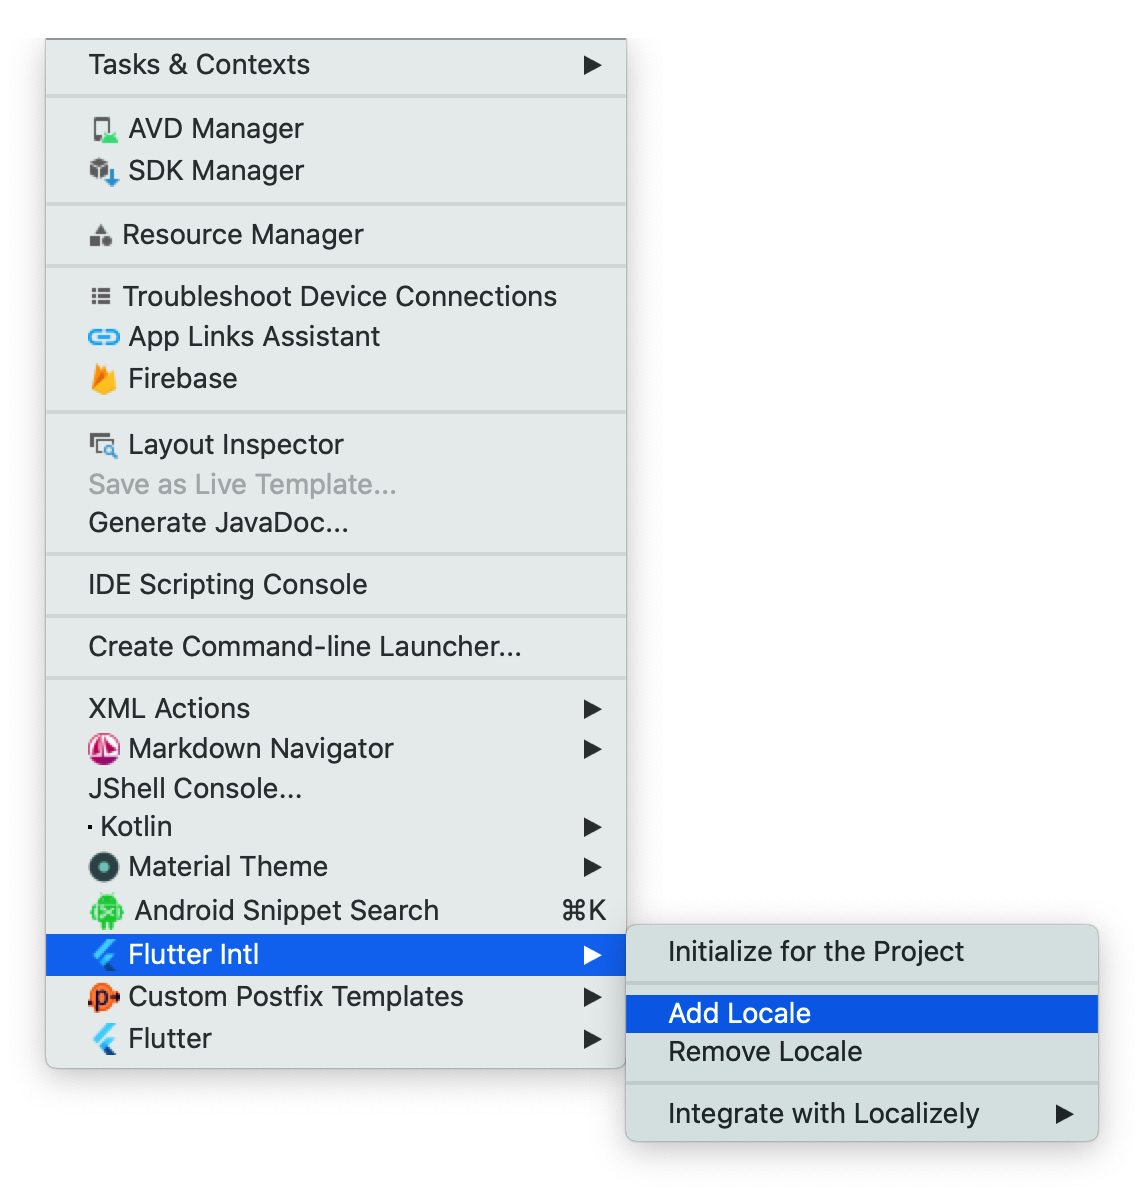 Tasks & Contexts
AVD Manager
SDK Manager
Resource Manager
Troubleshoot Device Connections
App Links Assistant
Firebase
Layout Inspector
Save as Live Template...
Generate JavaDoc...
IDE Scripting Console
Create Command-line Launcher...
XML Actions
Markdown Navigator
JShell Console...
Kotlin
Material Theme
Android Snippet Search ⌘K
Flutter Intl
Custom Postfix Templates
Flutter
Initialize for the Project
Add Locale
Remove Locale
Integrate with Localizely